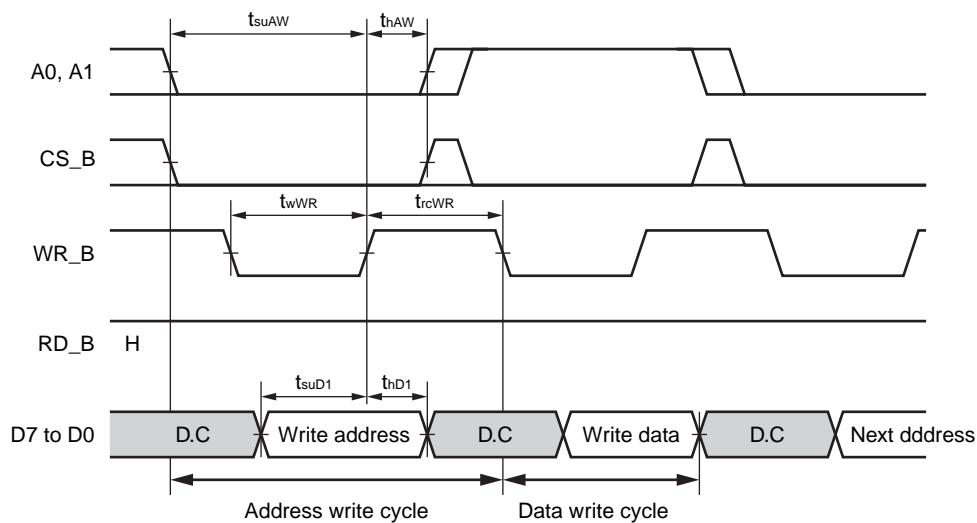 tsuAW thAW
A0, A1
CS_B
twWR trcWR
WR_B
RD_B H
tsuD1 thD1
D7 to D0 D.C Write address D.C Write data D.C Next dddress
Address write cycle Data write cycle